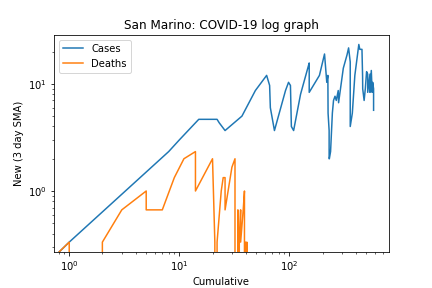 San Marino: COVID-19 log graph
Cases
Deaths
New (3 day SMA)
10¹
10⁰
10⁰
10¹
10²
Cumulative